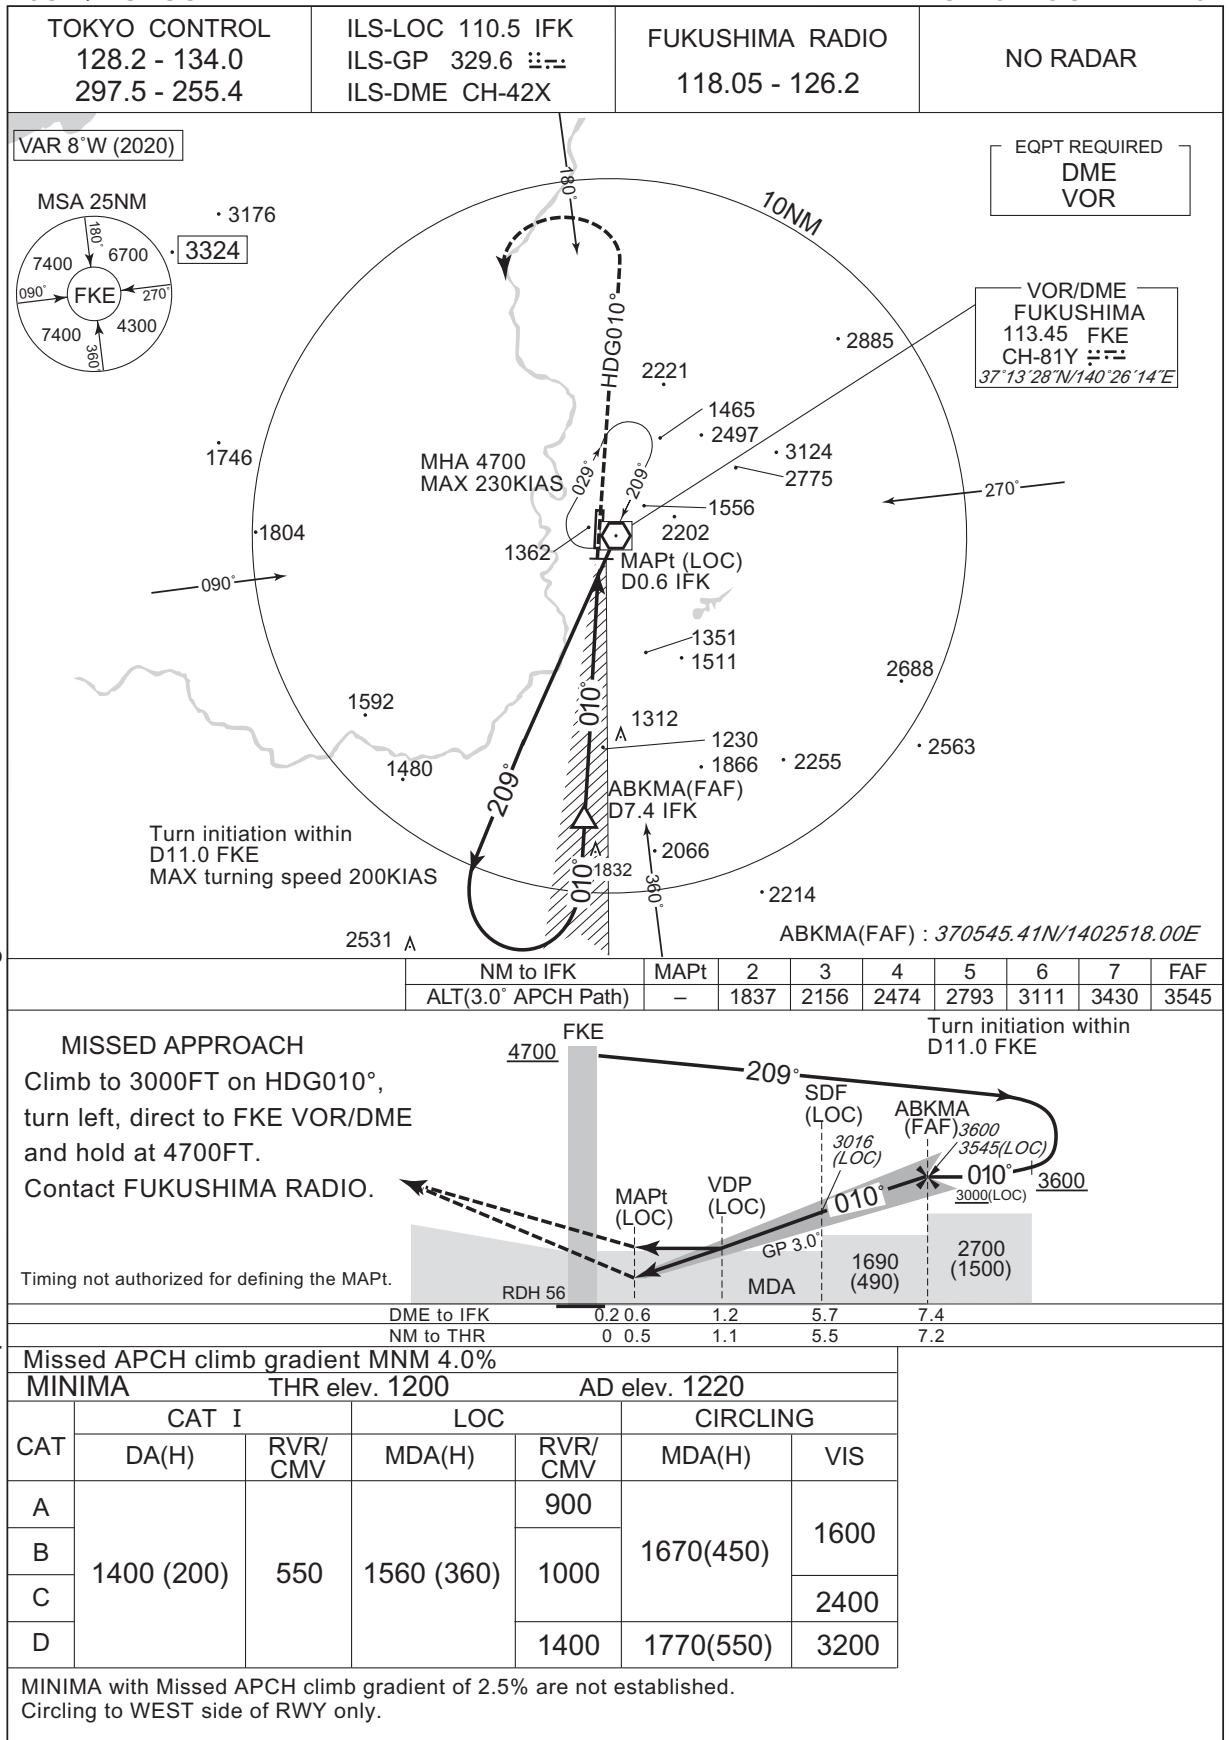 TOKYO CONTROL
128.2 - 134.0
297.5 - 255.4
ILS-LOC 110.5 IFK
ILS-GP 329.6
ILS-DME CH-42X
FUKUSHIMA RADIO
118.05 - 126.2
NO RADAR
VAR 8°W (2020)
EQPT REQUIRED
DME
VOR
MSA 25NM
180°
7400
6700
090°
FKE
270°
7400
4300
360°
3176
3324
180°
10NM
VOR/DME
FUKUSHIMA
113.45 FKE
CH-81Y
37°13′28″N/140°26′14″E
HDG010°
2885
2221
1465
2497
3124
2775
1746
MHA 4700
MAX 230KIAS
029°
209°
270°
1556
2202
1804
1362
MAPt (LOC)
D0.6 IFK
090°
1351
1511
2688
1592
010°
1312
1230
2563
1866
2255
1480
209°
ABKMA(FAF)
D7.4 IFK
Turn initiation within
D11.0 FKE
MAX turning speed 200KIAS
2066
010°
1832
360°
2214
2531
ABKMA(FAF) : 370545.41N/1402518.00E
NM to IFK MAPt 2 3 4 5 6 7 FAF
ALT(3.0° APCH Path) – 1837 2156 2474 2793 3111 3430 3545
MISSED APPROACH
Climb to 3000FT on HDG010°,
turn left, direct to FKE VOR/DME
and hold at 4700FT.
Contact FUKUSHIMA RADIO.
Timing not authorized for defining the MAPt.
FKE
4700
209°
Turn initiation within
D11.0 FKE
SDF
(LOC)
ABKMA
(FAF)
3600
3545(LOC)
3016
(LOC)
010°
3000(LOC)
3600
010°
MAPt
(LOC)
VDP
(LOC)
GP 3.0°
1690
(490)
2700
(1500)
MDA
RDH 56
DME to IFK 0.2 0.6 1.2 5.7 7.4
NM to THR 0 0.5 1.1 5.5 7.2
Missed APCH climb gradient MNM 4.0%
MINIMA THR elev. 1200 AD elev. 1220
CAT
CAT I LOC CIRCLING
DA(H) RVR/CMV MDA(H) RVR/CMV MDA(H) VIS
A
B
C
D
1400 (200)
550
1560 (360)
900
1000
1400
1670(450)
1770(550)
1600
2400
3200
MINIMA with Missed APCH climb gradient of 2.5% are not established.
Circling to WEST side of RWY only.